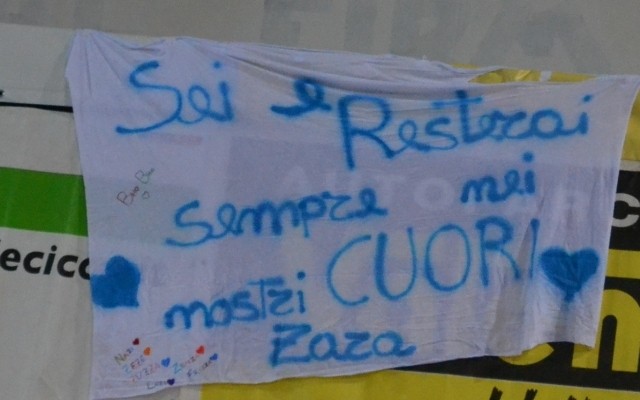 Sei e Resterai
sempre nei
nostri CUORI
Zaza